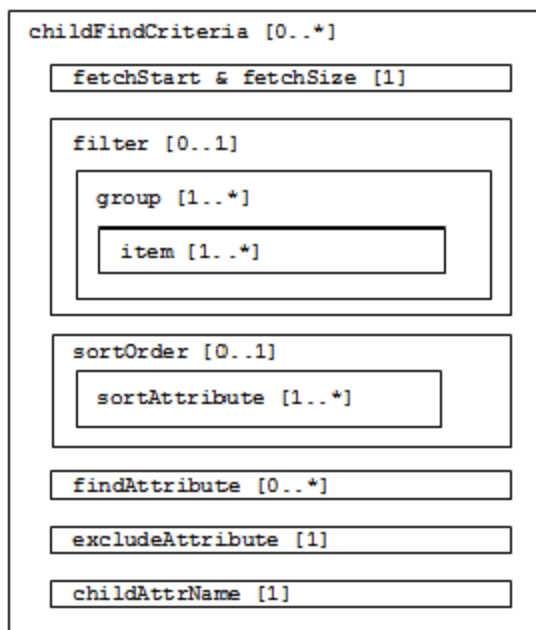 childFindCriteria [0..*]
fetchStart & fetchSize [1]
filter [0..1]
group [1..*]
item [1..*]
sortOrder [0..1]
sortAttribute [1..*]
findAttribute [0..*]
excludeAttribute [1]
childAttrName [1]